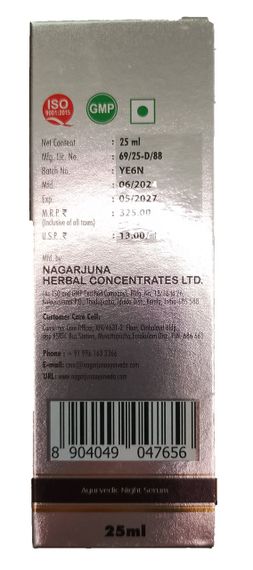 ISO
9001:2015
GMP
Net Content : 25 ml
Mfg. Lic. No : 69/25-D/88
Batch No. : YE6N
Mfd : 06/202
Exp : 05/2027
M.R.P ₹ : 325.00
(Inclusive of all taxes)
U.S.P. ₹ : 13.00/ml
Mfd. by
NAGARJUNA
HERBAL CONCENTRATES LTD.
Customer Care Cell:
Phone :
E-mail:
URL :
8 904049 047656
Ayurvedic Night Serum
25ml